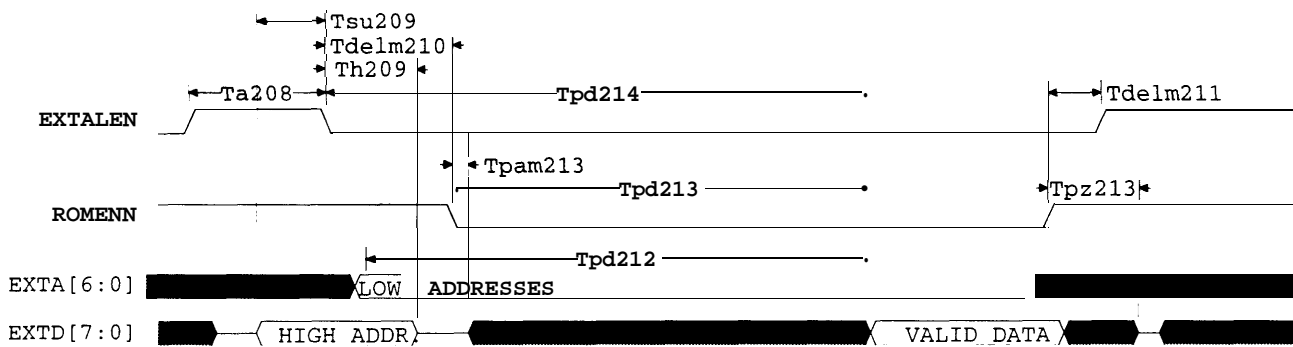 Tsu209
Tdelm210
Th209
Ta208
Tpd214
Tdelm211
EXTALEN
Tpam213
Tpd213
Tpz213
ROMENN
Tpd212
EXTA[6:0]
LOW ADDRESSES
EXTD[7:0]
HIGH ADDR
VALID DATA